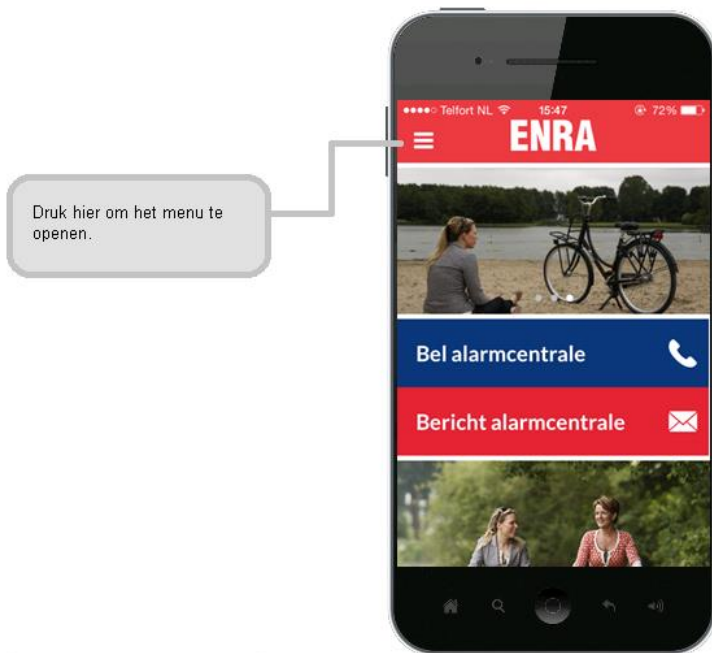 Telfort NL 15:47 72%
ENRA
Druk hier om het menu te
openen.
Bel alarmcentrale
Bericht alarmcentrale